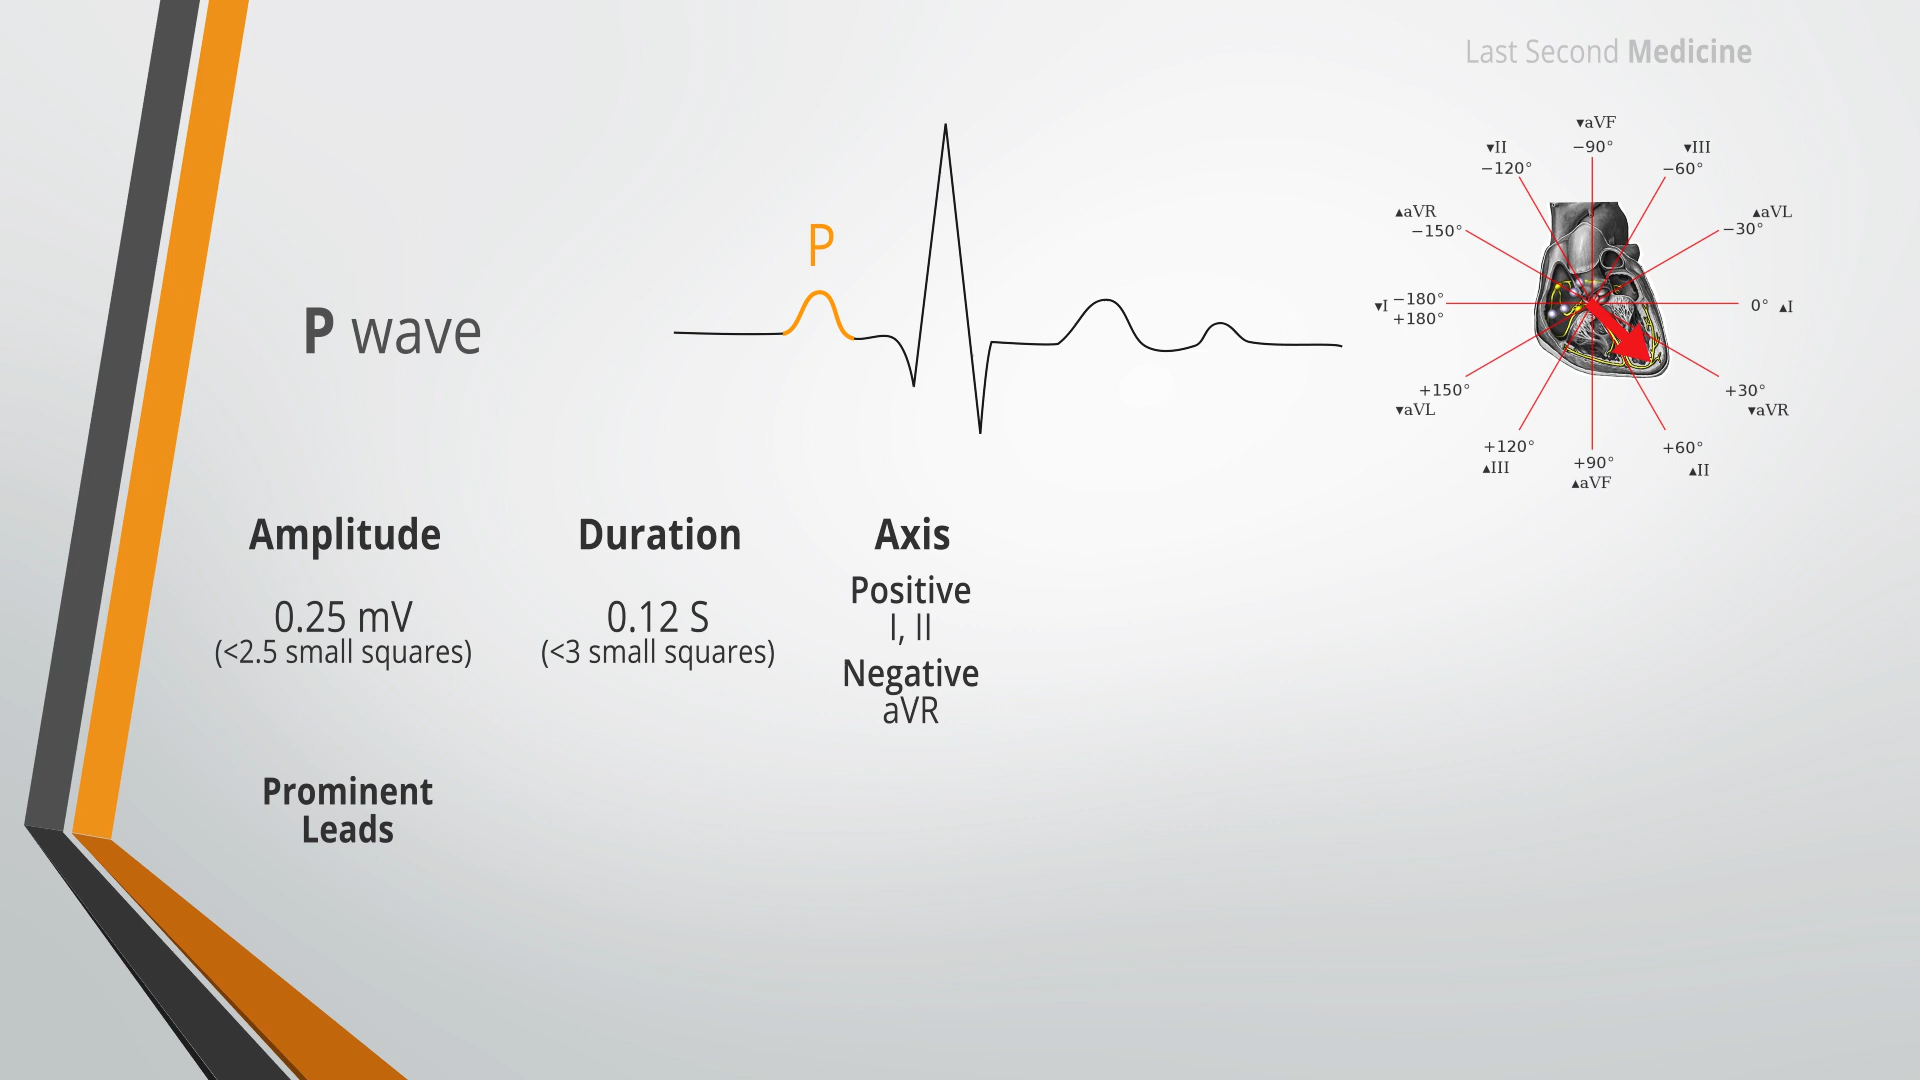 Last Second Medicine
▾aVF
−90°
▾II
−120°
▾III
−60°
▴aVR
−150°
▴aVL
−30°
P
P wave
▾I −180°
+180°
0° ▴I
+150°
▾aVL
+30°
▾aVR
+120°
▴III
+60°
▴II
+90°
▴aVF
Amplitude
0.25 mV
(<2.5 small squares)
Duration
0.12 S
(<3 small squares)
Axis
Positive
I, II
Negative
aVR
Prominent
Leads